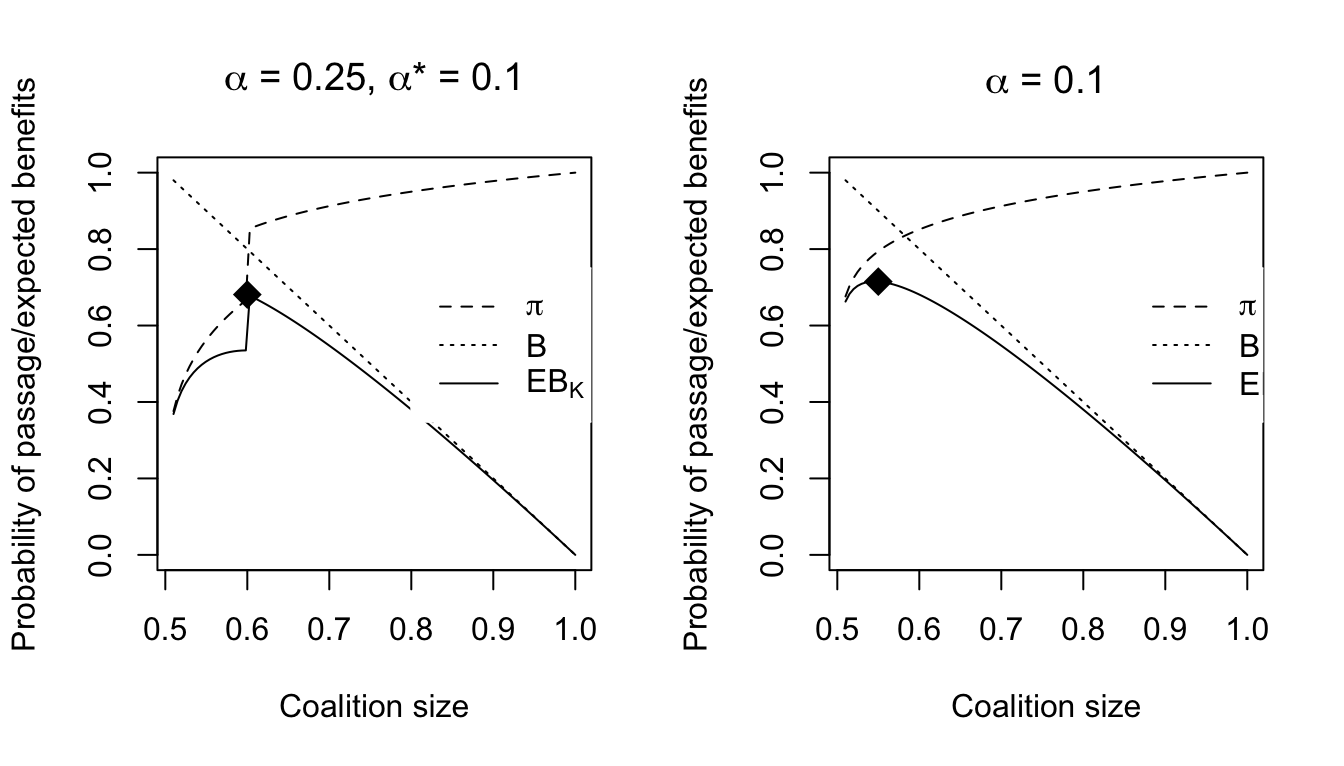 α = 0.25, α* = 0.1
Probability of passage/expected benefits
1.0
0.8
0.6
0.4
0.2
0.0
π
B
EB_K
0.5 0.6 0.7 0.8 0.9 1.0
Coalition size
α = 0.1
Probability of passage/expected benefits
1.0
0.8
0.6
0.4
0.2
0.0
π
B
E
0.5 0.6 0.7 0.8 0.9 1.0
Coalition size